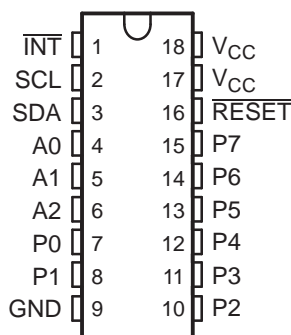 INT 1 18 VCC
SCL 2 17 VCC
SDA 3 16 RESET
A0 4 15 P7
A1 5 14 P6
A2 6 13 P5
P0 7 12 P4
P1 8 11 P3
GND 9 10 P2